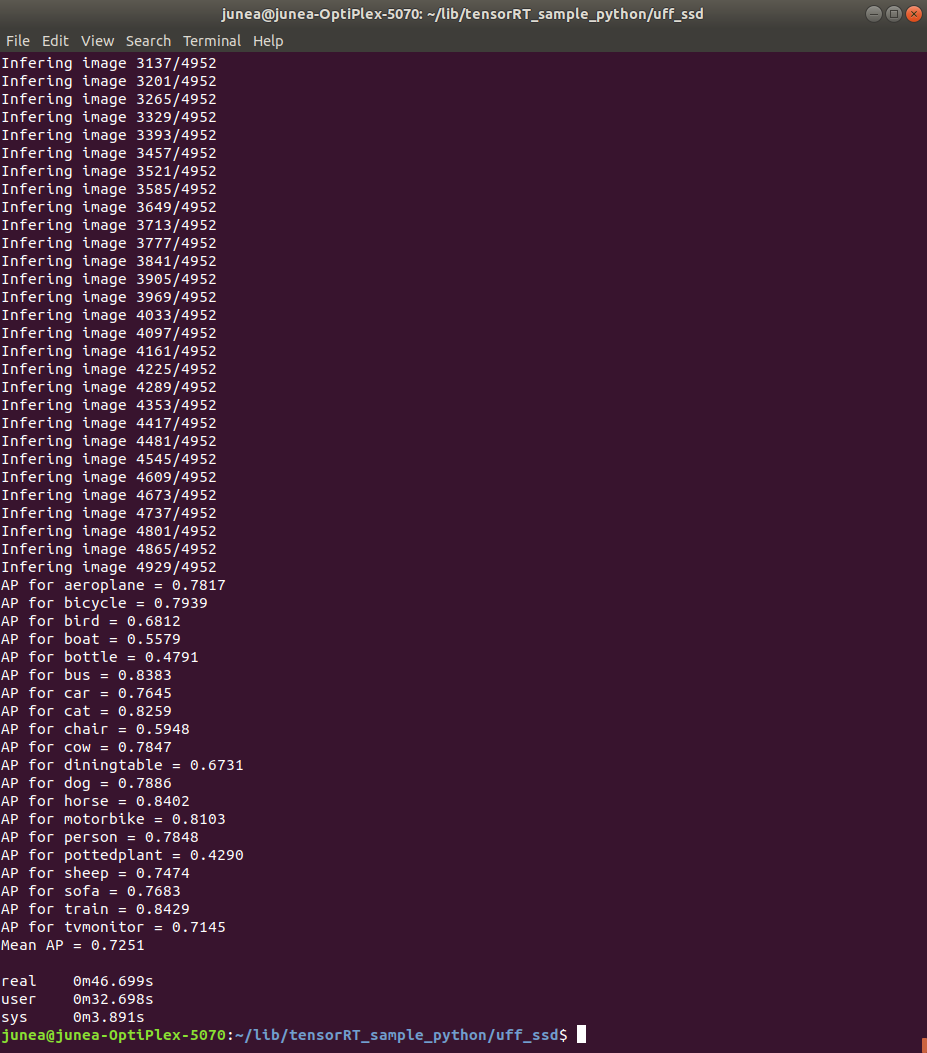 junea@junea-OptiPlex-5070: ~/lib/tensorRT_sample_python/uff_ssd
File Edit View Search Terminal Help
Infering image 3137/4952
Infering image 3201/4952
Infering image 3265/4952
Infering image 3329/4952
Infering image 3393/4952
Infering image 3457/4952
Infering image 3521/4952
Infering image 3585/4952
Infering image 3649/4952
Infering image 3713/4952
Infering image 3777/4952
Infering image 3841/4952
Infering image 3905/4952
Infering image 3969/4952
Infering image 4033/4952
Infering image 4097/4952
Infering image 4161/4952
Infering image 4225/4952
Infering image 4289/4952
Infering image 4353/4952
Infering image 4417/4952
Infering image 4481/4952
Infering image 4545/4952
Infering image 4609/4952
Infering image 4673/4952
Infering image 4737/4952
Infering image 4801/4952
Infering image 4865/4952
Infering image 4929/4952
AP for aeroplane = 0.7817
AP for bicycle = 0.7939
AP for bird = 0.6812
AP for boat = 0.5579
AP for bottle = 0.4791
AP for bus = 0.8383
AP for car = 0.7645
AP for cat = 0.8259
AP for chair = 0.5948
AP for cow = 0.7847
AP for diningtable = 0.6731
AP for dog = 0.7886
AP for horse = 0.8402
AP for motorbike = 0.8103
AP for person = 0.7848
AP for pottedplant = 0.4290
AP for sheep = 0.7474
AP for sofa = 0.7683
AP for train = 0.8429
AP for tvmonitor = 0.7145
Mean AP = 0.7251
real 0m46.699s
user 0m32.698s
sys 0m3.891s
junea@junea-OptiPlex-5070:~/lib/tensorRT_sample_python/uff_ssd$